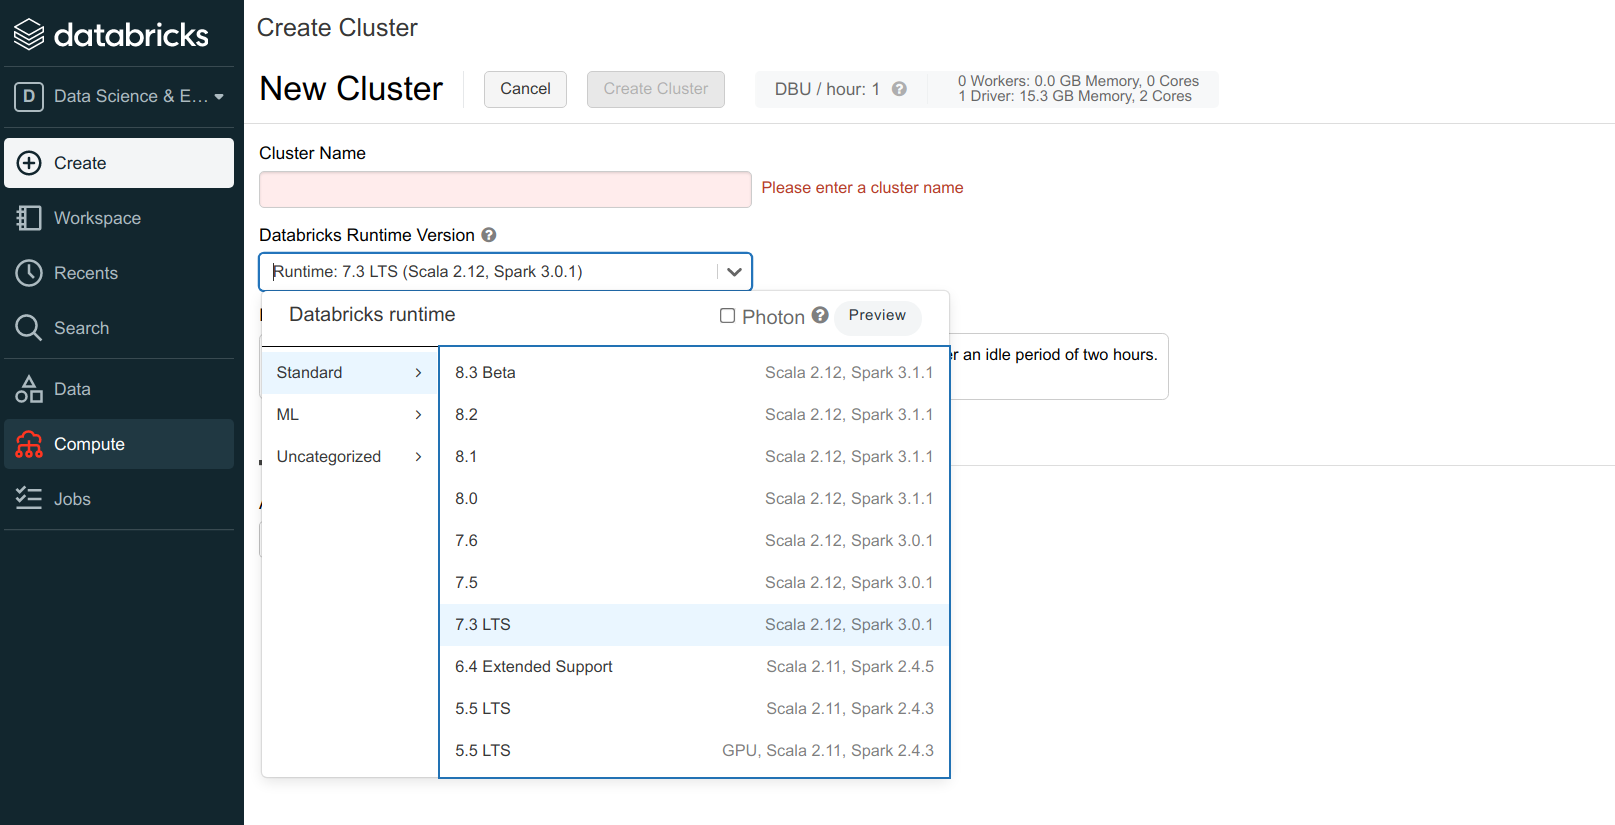 databricks
D Data Science & E...
Create
Workspace
Recents
Search
Data
Compute
Jobs
Create Cluster
New Cluster Cancel Create Cluster DBU / hour: 1 ? 0 Workers: 0.0 GB Memory, 0 Cores
1 Driver: 15.3 GB Memory, 2 Cores
Cluster Name
Please enter a cluster name
Databricks Runtime Version ?
Runtime: 7.3 LTS (Scala 2.12, Spark 3.0.1)
Databricks runtime Photon ? Preview
an idle period of two hours.
Standard
ML
Uncategorized
8.3 Beta Scala 2.12, Spark 3.1.1
8.2 Scala 2.12, Spark 3.1.1
8.1 Scala 2.12, Spark 3.1.1
8.0 Scala 2.12, Spark 3.1.1
7.6 Scala 2.12, Spark 3.0.1
7.5 Scala 2.12, Spark 3.0.1
7.3 LTS Scala 2.12, Spark 3.0.1
6.4 Extended Support Scala 2.11, Spark 2.4.5
5.5 LTS Scala 2.11, Spark 2.4.3
5.5 LTS GPU, Scala 2.11, Spark 2.4.3